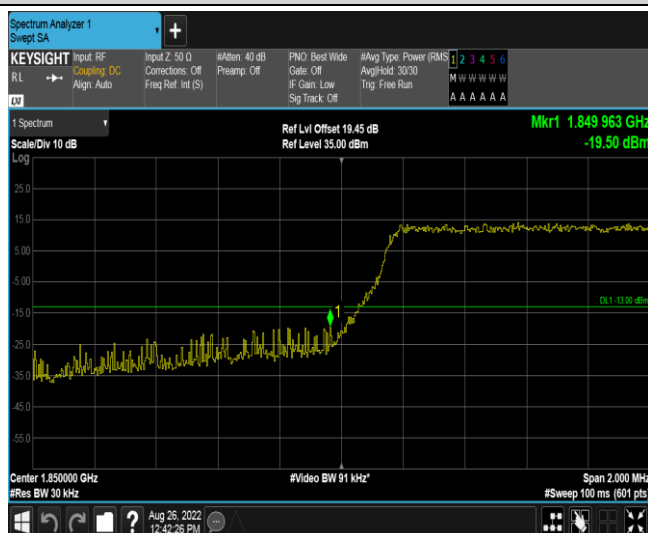 Spectrum Analyzer 1
Swept SA
+
KEYSIGHT
RL
Input: RF
Coupling: DC
Align: Auto
Input Z: 50 Ω
Corrections: Off
Freq Ref: Int (S)
#Atten: 40 dB
Preamp: Off
PNO: Best Wide
Gate: Off
IF Gain: Low
Sig Track: Off
#Avg Type: Power (RMS
Avg|Hold: 30/30
Trig: Free Run
1 2 3 4 5 6
M W W W W W
A A A A A A
LXI
1 Spectrum
Scale/Div 10 dB
Ref Lvl Offset 19.45 dB
Ref Level 35.00 dBm
Mkr1 1.849 963 GHz
-19.50 dBm
Log
25.0
15.0
5.00
-5.00
-15.0
-25.0
-35.0
-45.0
-55.0
1
DL1 -13.00 dBm
Center 1.850000 GHz
#Res BW 30 kHz
#Video BW 91 kHz*
Span 2.000 MHz
#Sweep 100 ms (601 pts)
?
Aug 26, 2022
12:42:26 PM